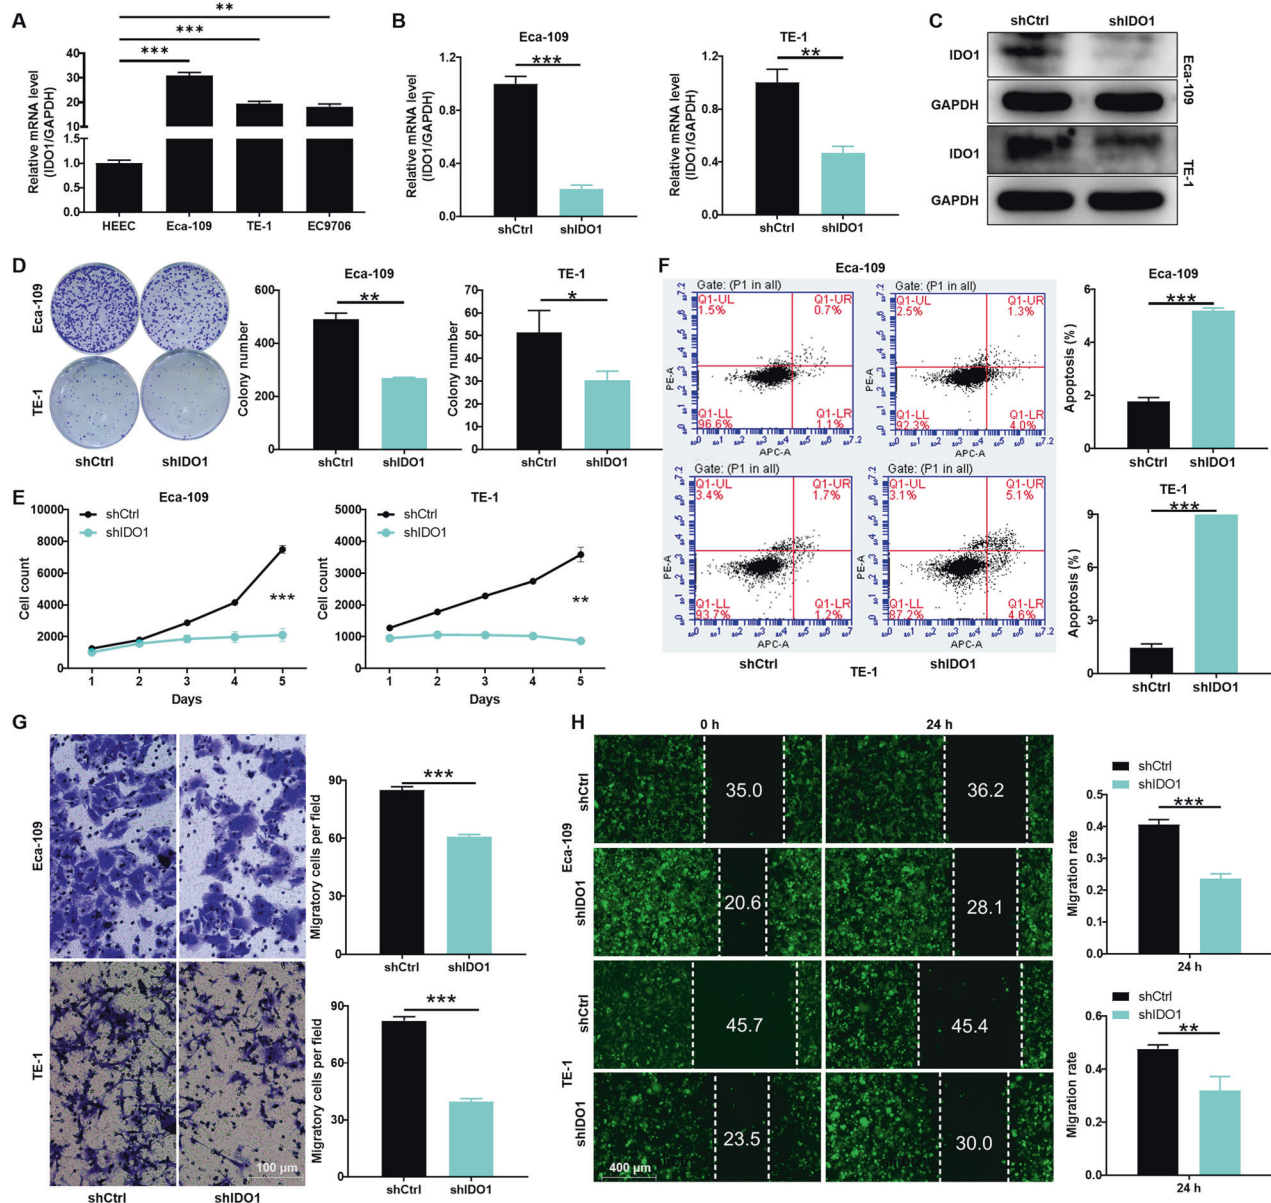 A
**
***
***
Relative mRNA level
(IDO1/GAPDH)
40
30
20
10
1.5
1.0
0.5
0.0
HEEC
Eca-109
TE-1
EC9706
B
Eca-109
***
Relative mRNA level
(IDO1/GAPDH)
1.2
0.8
0.4
0.0
shCtrl
shIDO1
TE-1
**
Relative mRNA level
(IDO1/GAPDH)
1.2
0.8
0.4
0.0
shCtrl
shIDO1
C
shCtrl
shIDO1
IDO1
GAPDH
Eca-109
IDO1
GAPDH
TE-1
D
Eca-109
TE-1
shCtrl
shIDO1
Eca-109
**
Colony number
600
400
200
0
shCtrl
shIDO1
TE-1
*
Colony number
70
60
50
40
30
20
10
0
shCtrl
shIDO1
E
Eca-109
shCtrl
shIDO1
Cell count
10000
8000
6000
4000
2000
0
***
1
2
3
4
5
Days
TE-1
shCtrl
shIDO1
Cell count
5000
4000
3000
2000
1000
0
**
1
2
3
4
5
Days
F
Eca-109
Gate: (P1 in all)
Q1-UL
1.5%
Q1-UR
0.7%
Q1-LL
96.6%
Q1-LR
1.1%
PE-A
APC-A
Gate: (P1 in all)
Q1-UL
2.5%
Q1-UR
1.3%
Q1-LL
92.3%
Q1-LR
4.0%
PE-A
APC-A
Gate: (P1 in all)
Q1-UL
3.4%
Q1-UR
1.7%
Q1-LL
93.7%
Q1-LR
1.2%
PE-A
APC-A
Gate: (P1 in all)
Q1-UL
3.1%
Q1-UR
5.1%
Q1-LL
87.2%
Q1-LR
4.6%
PE-A
APC-A
shCtrl
TE-1
shIDO1
Eca-109
***
Apoptosis (%)
6
4
2
0
shCtrl
shIDO1
TE-1
***
Apoptosis (%)
9
6
3
0
shCtrl
shIDO1
G
Eca-109
TE-1
100 µm
shCtrl
shIDO1
***
Migratory cells per field
90
60
30
0
shCtrl
shIDO1
***
Migratory cells per field
90
60
30
0
shCtrl
shIDO1
H
0 h
24 h
Eca-109
shCtrl
35.0
36.2
shIDO1
20.6
28.1
TE-1
shCtrl
45.7
45.4
shIDO1
23.5
30.0
400 µm
shCtrl
shIDO1
***
Migration rate
0.5
0.4
0.3
0.2
0.1
0.0
24 h
shCtrl
shIDO1
**
Migration rate
0.6
0.4
0.2
0.0
24 h